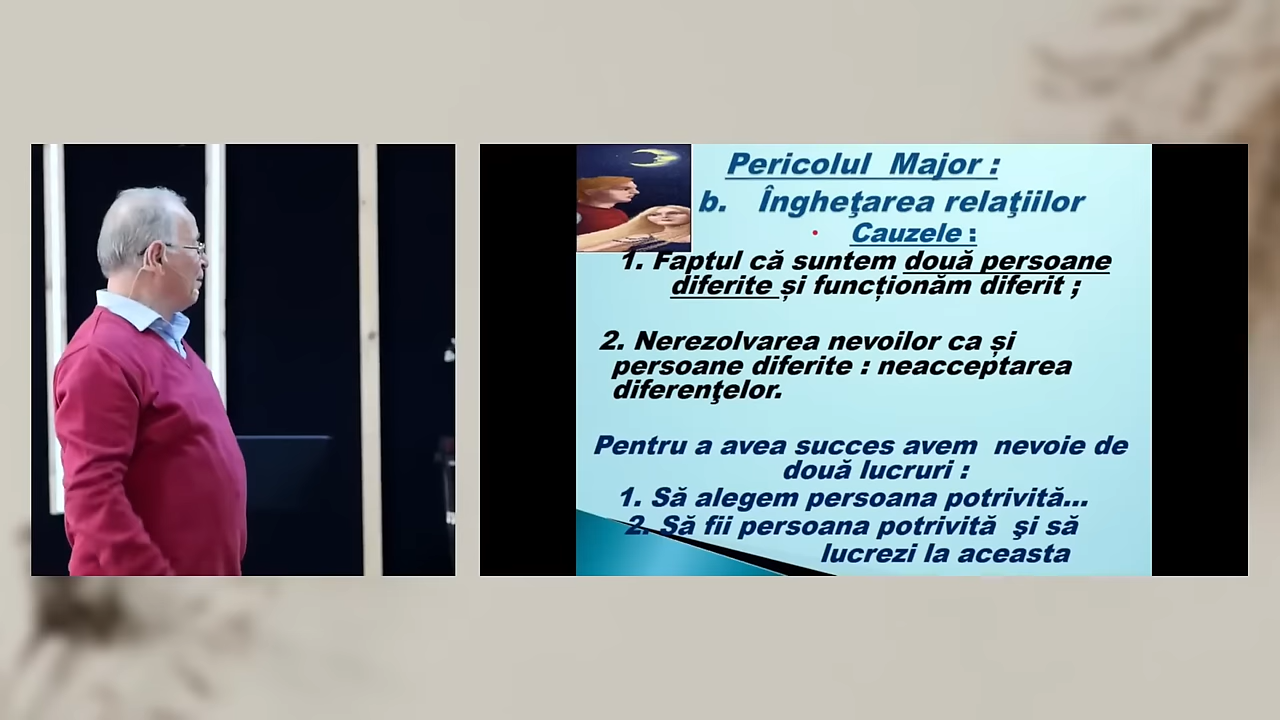 Pericolul Major :
b. Îngheţarea relaţiilor
Cauzele :
1. Faptul că suntem două persoane
diferite și funcționăm diferit ;
2. Nerezolvarea nevoilor ca și
persoane diferite : neacceptarea
diferenţelor.
Pentru a avea succes avem nevoie de
două lucruri :
1. Să alegem persoana potrivită...
2. Să fii persoana potrivită şi să
lucrezi la aceasta